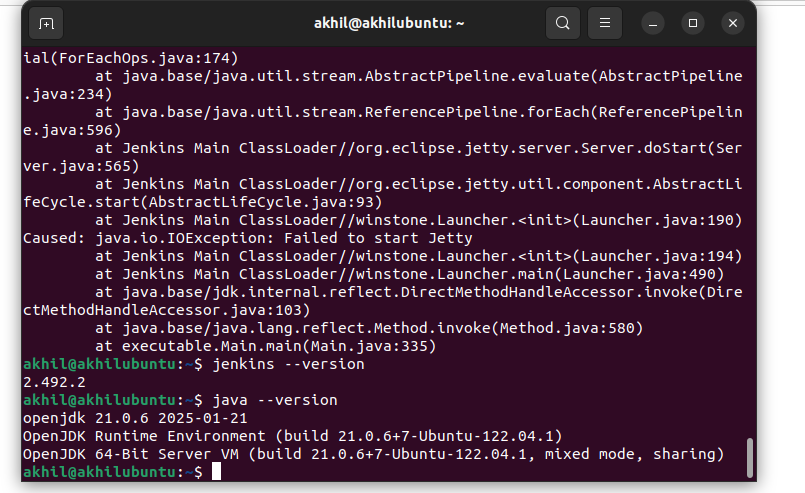 akhil@akhilubuntu: ~
ial(ForEachOps.java:174)
        at java.base/java.util.stream.AbstractPipeline.evaluate(AbstractPipeline
.java:234)
        at java.base/java.util.stream.ReferencePipeline.forEach(ReferencePipelin
e.java:596)
        at Jenkins Main ClassLoader//org.eclipse.jetty.server.Server.doStart(Ser
ver.java:565)
        at Jenkins Main ClassLoader//org.eclipse.jetty.util.component.AbstractLi
feCycle.start(AbstractLifeCycle.java:93)
        at Jenkins Main ClassLoader//winstone.Launcher.<init>(Launcher.java:190)
Caused: java.io.IOException: Failed to start Jetty
        at Jenkins Main ClassLoader//winstone.Launcher.<init>(Launcher.java:194)
        at Jenkins Main ClassLoader//winstone.Launcher.main(Launcher.java:490)
        at java.base/jdk.internal.reflect.DirectMethodHandleAccessor.invoke(Dire
ctMethodHandleAccessor.java:103)
        at java.base/java.lang.reflect.Method.invoke(Method.java:580)
        at executable.Main.main(Main.java:335)
akhil@akhilubuntu:~$ jenkins --version
2.492.2
akhil@akhilubuntu:~$ java --version
openjdk 21.0.6 2025-01-21
OpenJDK Runtime Environment (build 21.0.6+7-Ubuntu-122.04.1)
OpenJDK 64-Bit Server VM (build 21.0.6+7-Ubuntu-122.04.1, mixed mode, sharing)
akhil@akhilubuntu:~$